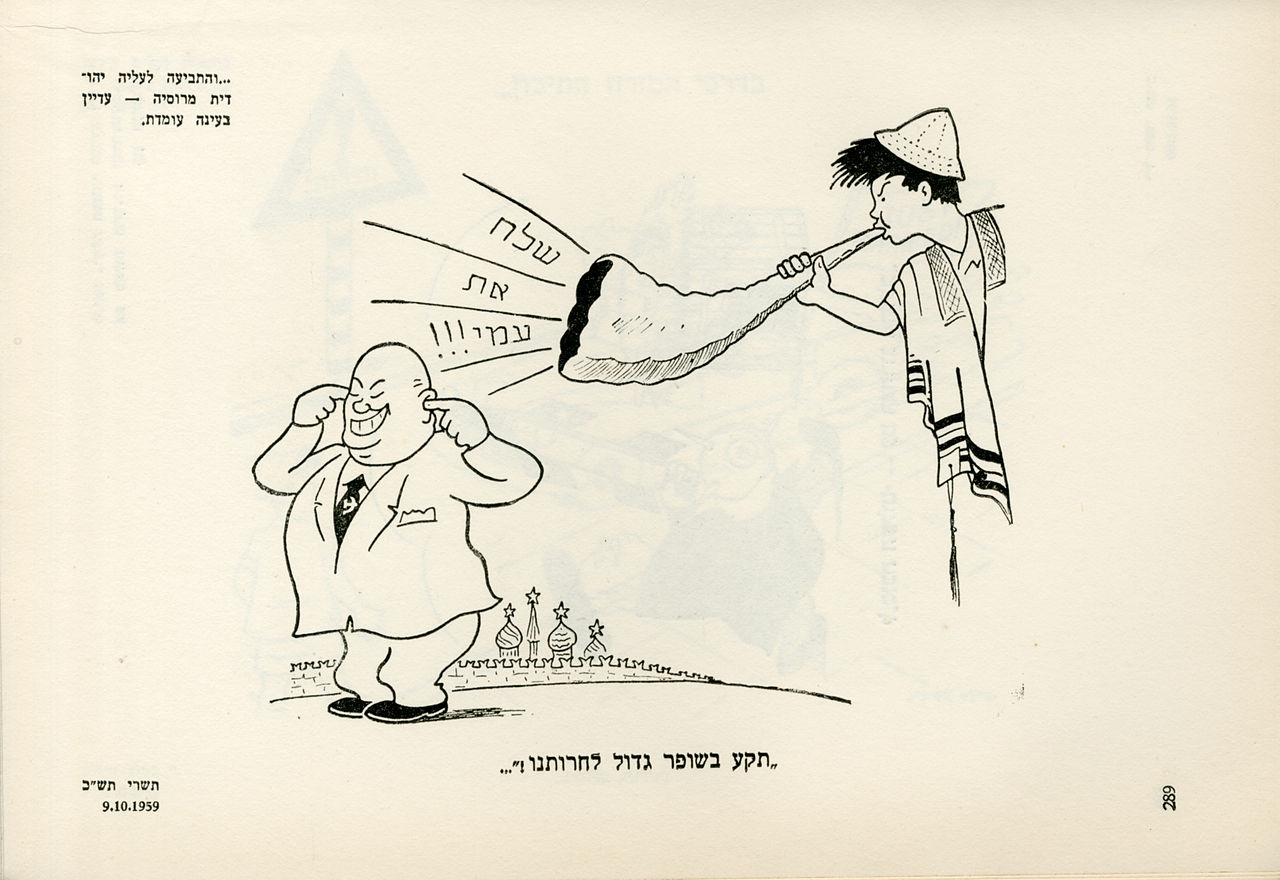 ...והתביעה לעליה יהו־
דית מרוסיה — עדיין
בעינה עומדת.
שלח
את
עמי!!!
„תקע בשופר גדול לחרותנו!״...
תשרי תש״כ
9.10.1959
289